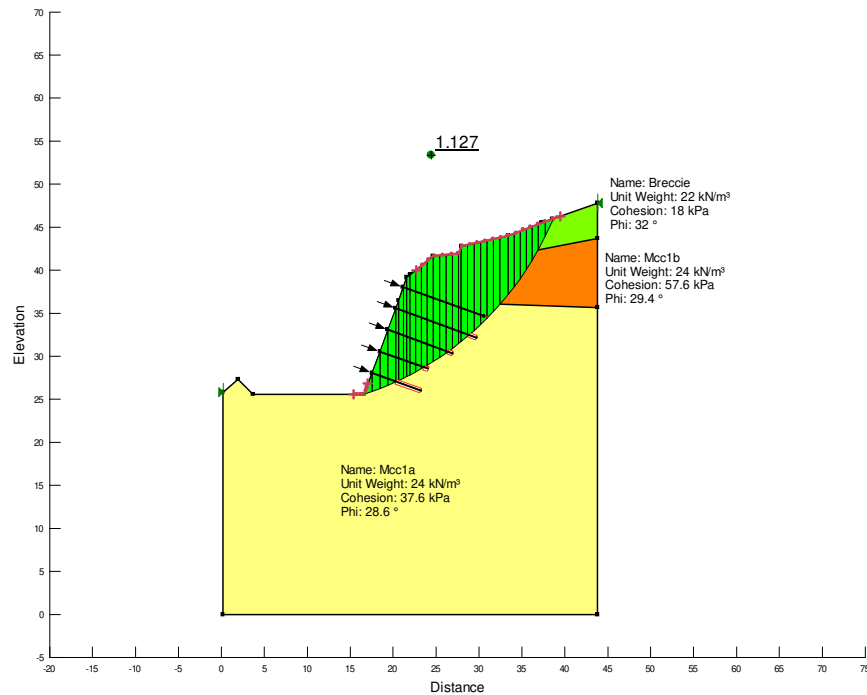 70
65
60
55
50
45
40
35
30
25
20
15
10
5
0
-5
Elevation
1.127
Name: Breccie
Unit Weight: 22 kN/m³
Cohesion: 18 kPa
Phi: 32 °
Name: Mcc1b
Unit Weight: 24 kN/m³
Cohesion: 57.6 kPa
Phi: 29.4 °
Name: Mcc1a
Unit Weight: 24 kN/m³
Cohesion: 37.6 kPa
Phi: 28.6 °
-20 -15 -10 -5 0 5 10 15 20 25 30 35 40 45 50 55 60 65 70 75
Distance